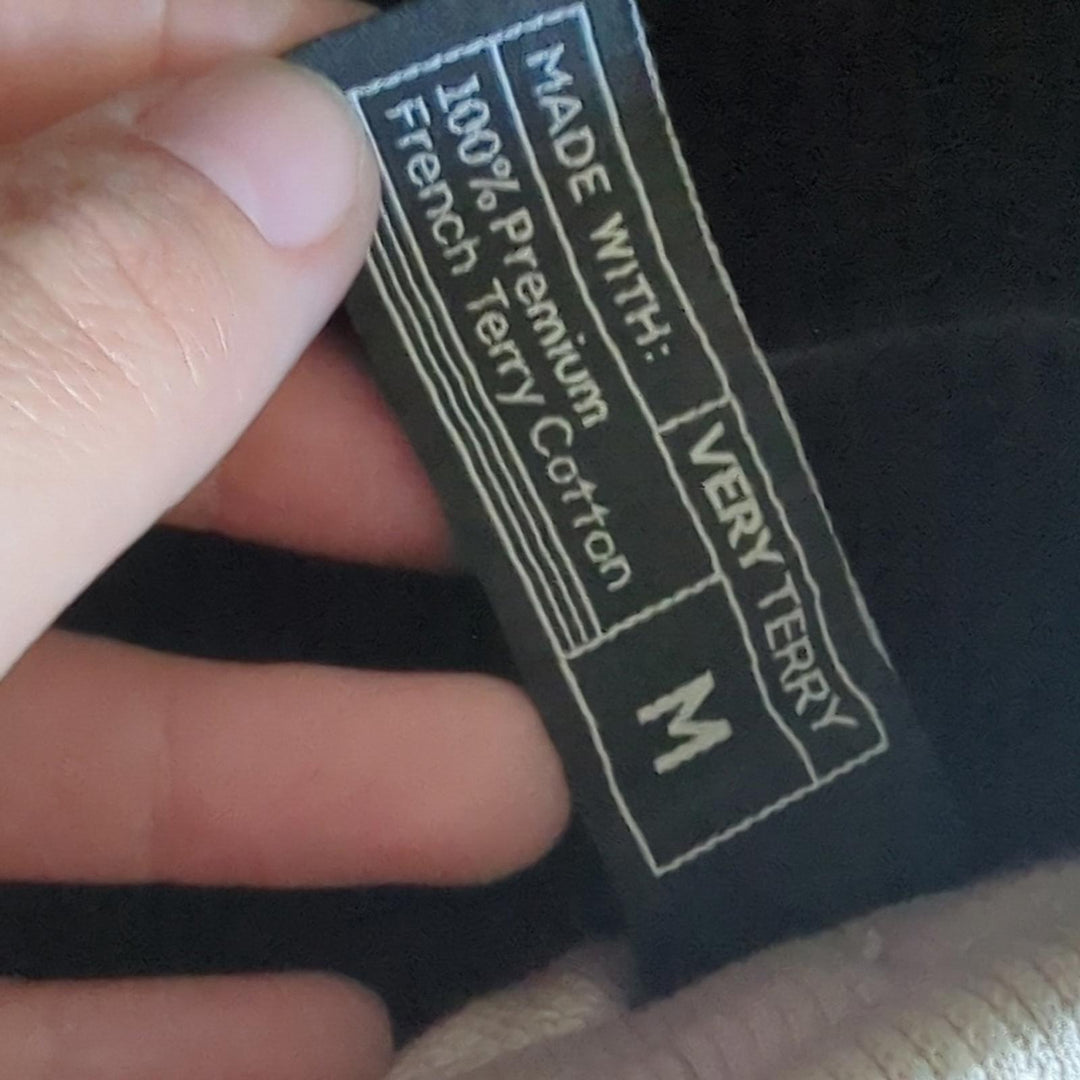 MADE WITH:
VERY TERRY
100% Premium
French Terry Cotton
M